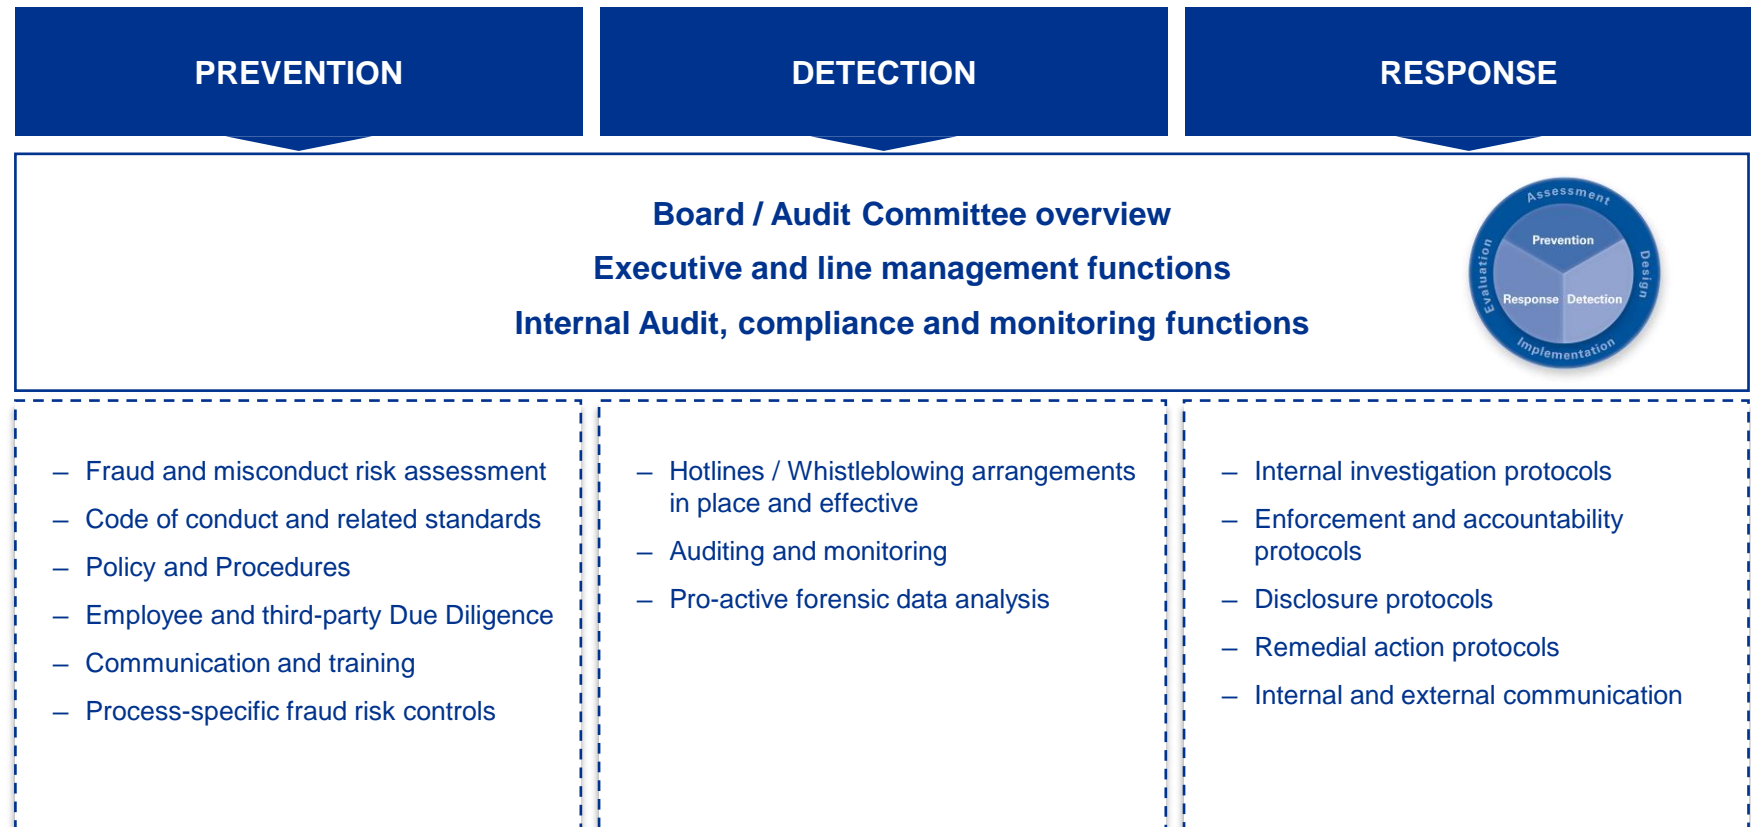 PREVENTION
DETECTION
RESPONSE
Board / Audit Committee overview
Executive and line management functions
Internal Audit, compliance and monitoring functions
Assessment
Design
Implementation
Evaluation
Prevention
Response
Detection
– Fraud and misconduct risk assessment
– Code of conduct and related standards
– Policy and Procedures
– Employee and third-party Due Diligence
– Communication and training
– Process-specific fraud risk controls
– Hotlines / Whistleblowing arrangements
in place and effective
– Auditing and monitoring
– Pro-active forensic data analysis
– Internal investigation protocols
– Enforcement and accountability
protocols
– Disclosure protocols
– Remedial action protocols
– Internal and external communication